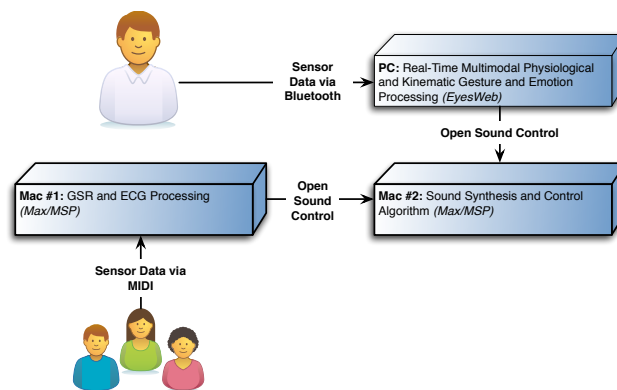 Sensor
Data via
Bluetooth
PC: Real-Time Multimodal Physiological
and Kinematic Gesture and Emotion
Processing (EyesWeb)
Open Sound Control
Mac #1: GSR and ECG Processing
(Max/MSP)
Open
Sound
Control
Mac #2: Sound Synthesis and Control
Algorithm (Max/MSP)
Sensor Data via
MIDI